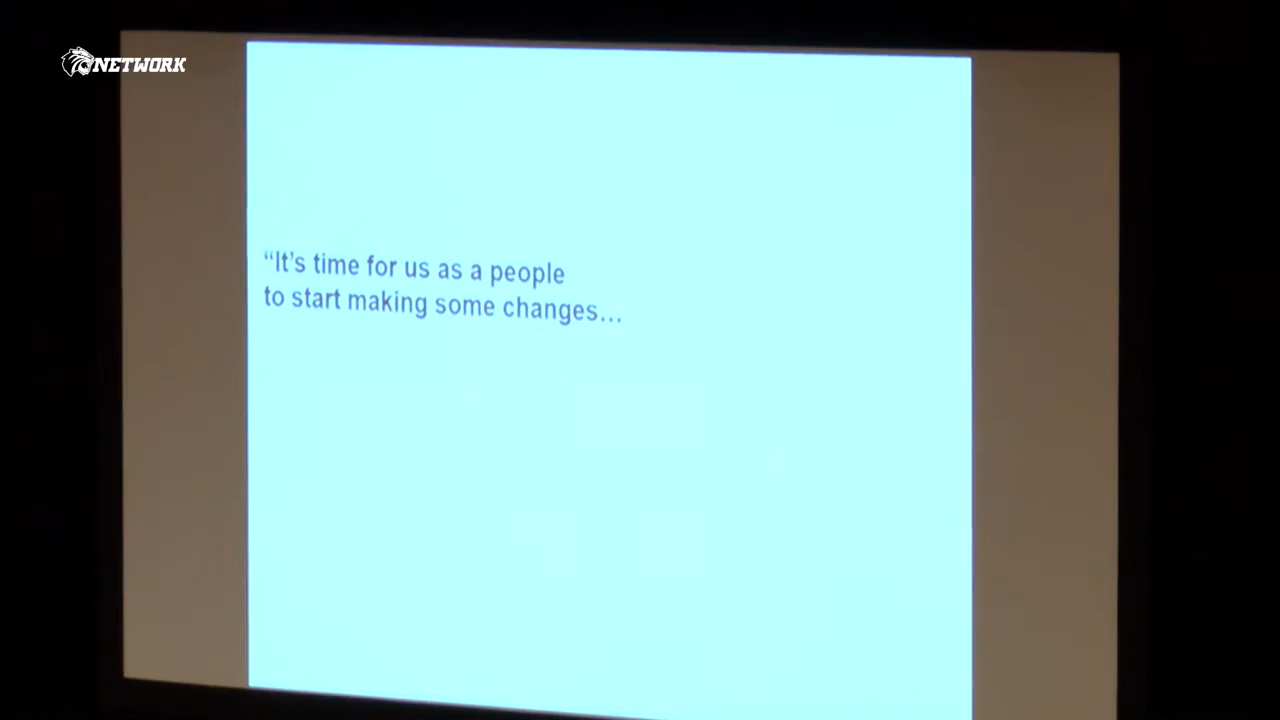 NETWORK
“It’s time for us as a people
to start making some changes…